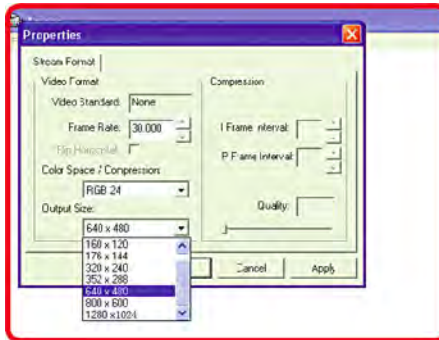 Properties
Stream Format
Video Format
Video Standard: None
Frame Rate: 30.000
Flip Horizontal:
Color Space / Compression:
RGB 24
Output Size:
640 x 480
160 x 120
176 x 144
320 x 240
352 x 288
640 x 480
800 x 600
1280 x1024
Compression
I Frame Interval:
P Frame Interval:
Quality:
Cancel
Apply